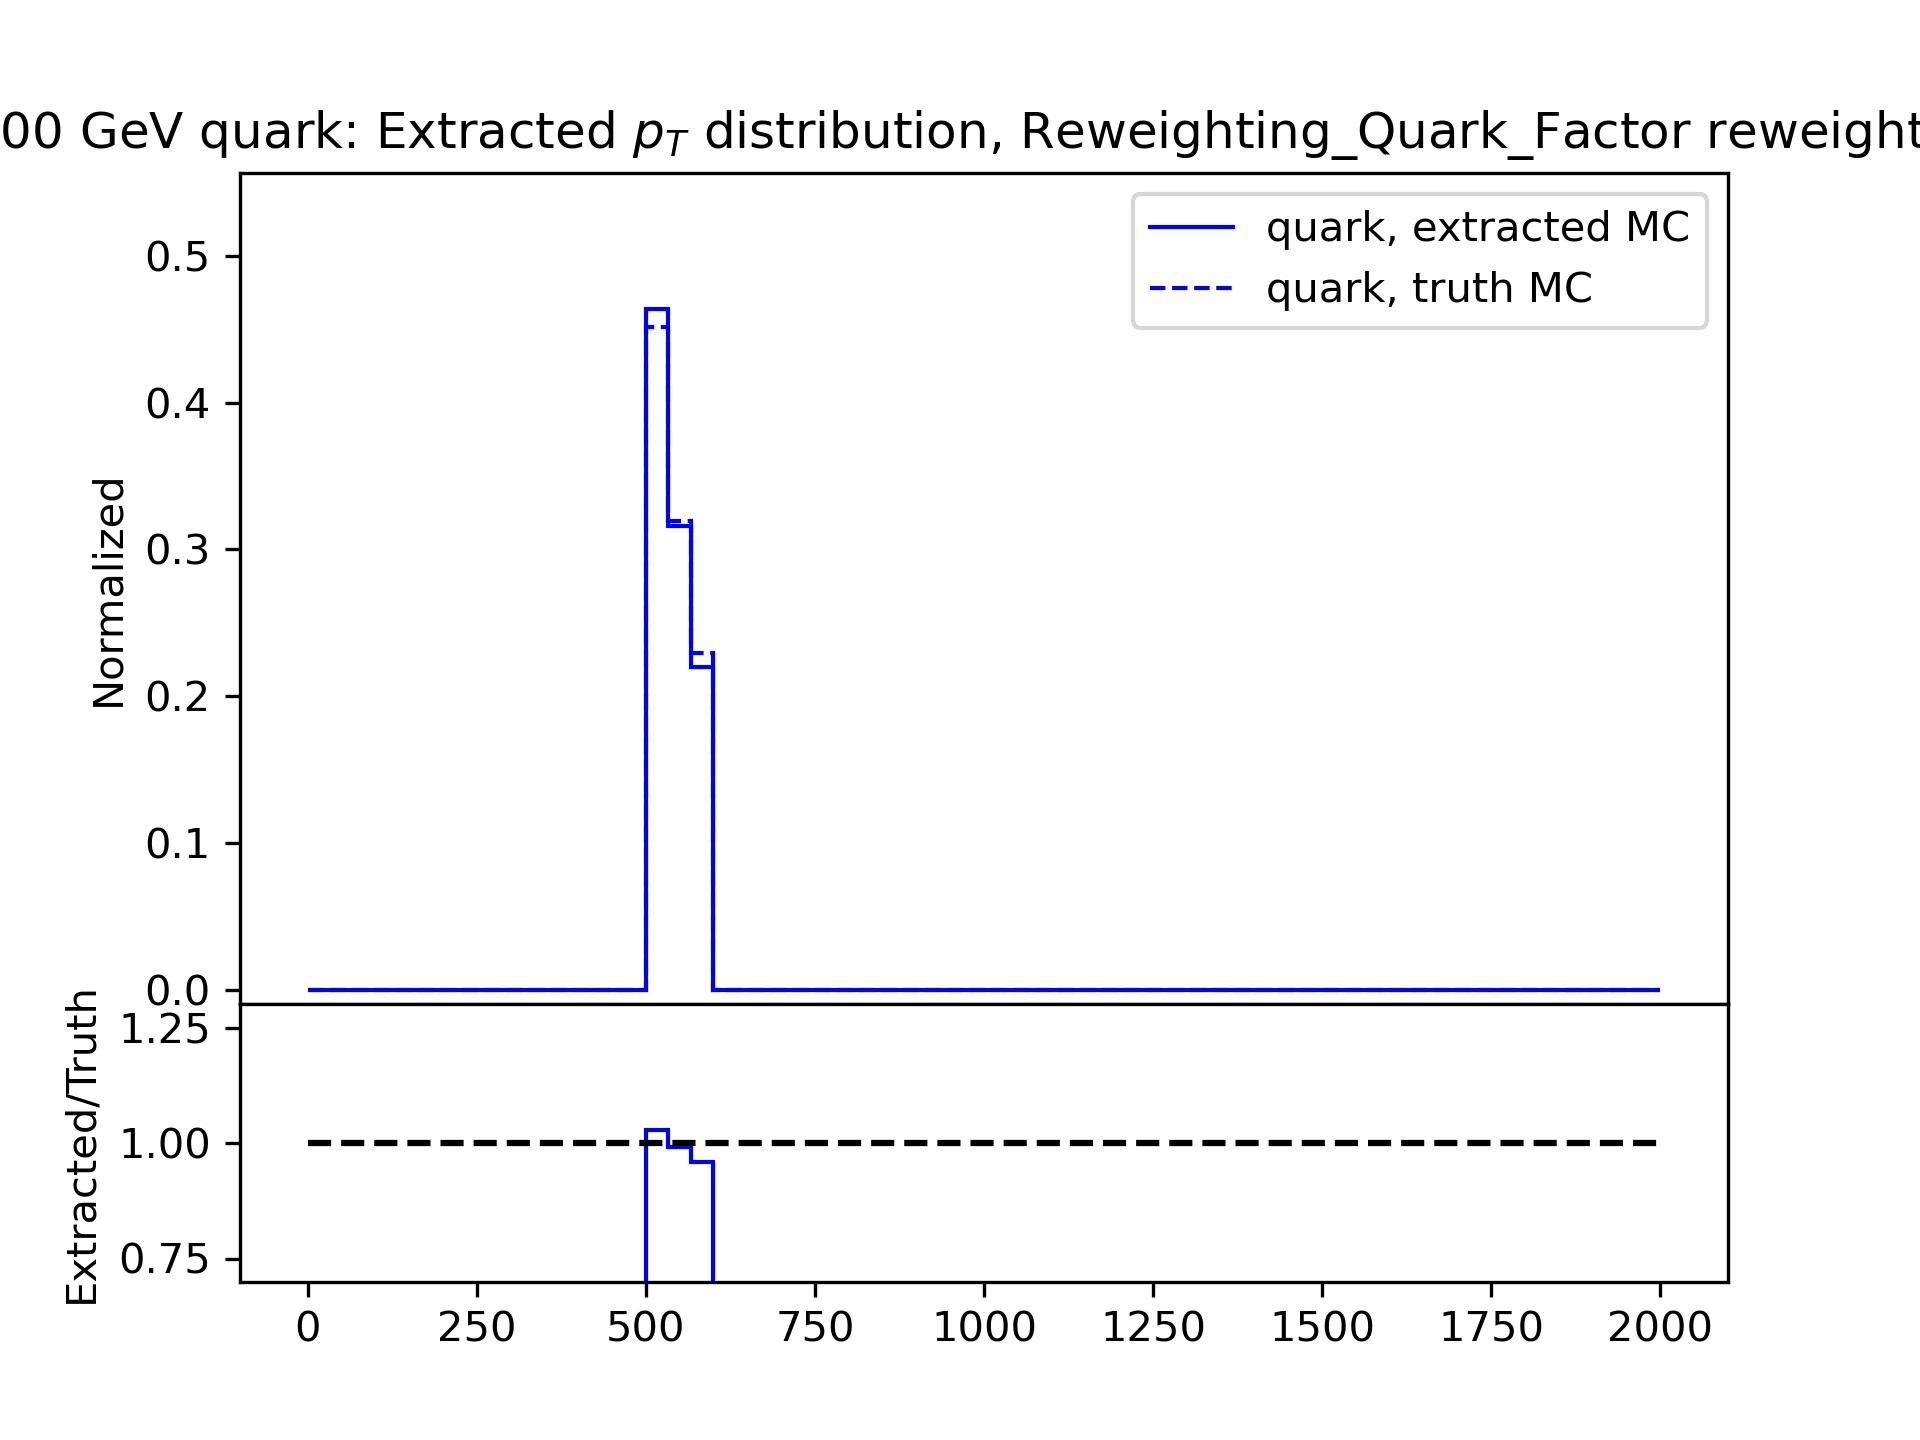 00 GeV quark: Extracted p_T distribution, Reweighting_Quark_Factor reweight
quark, extracted MC
quark, truth MC
Normalized
0.5
0.4
0.3
0.2
0.1
0.0
Extracted/Truth
1.25
1.00
0.75
0 250 500 750 1000 1250 1500 1750 2000